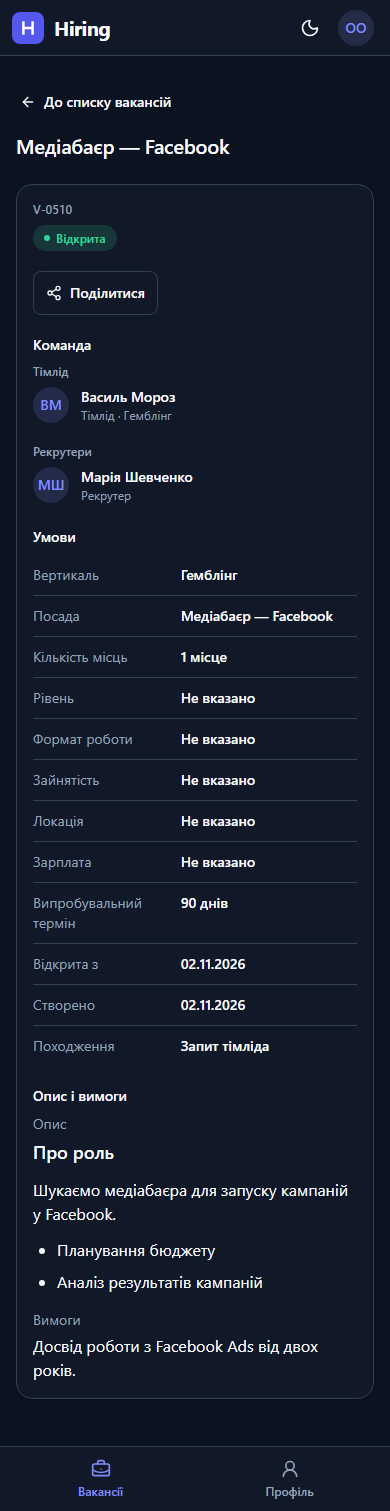 H Hiring
OO
До списку вакансій
Медіабаєр — Facebook
V-0510
Відкрита
Поділитися
Команда
Тімлід
ВМ
Василь Мороз
Тімлід · Гемблінг
Рекрутери
МШ
Марія Шевченко
Рекрутер
Умови
Вертикаль Гемблінг
Посада Медіабаєр — Facebook
Кількість місць 1 місце
Рівень Не вказано
Формат роботи Не вказано
Зайнятість Не вказано
Локація Не вказано
Зарплата Не вказано
Випробувальний 90 днів
термін
Відкрита з 02.11.2026
Створено 02.11.2026
Походження Запит тімліда
Опис і вимоги
Опис
Про роль
Шукаємо медіабаєра для запуску кампаній
у Facebook.
• Планування бюджету
• Аналіз результатів кампаній
Вимоги
Досвід роботи з Facebook Ads від двох
років.
Вакансії Профіль